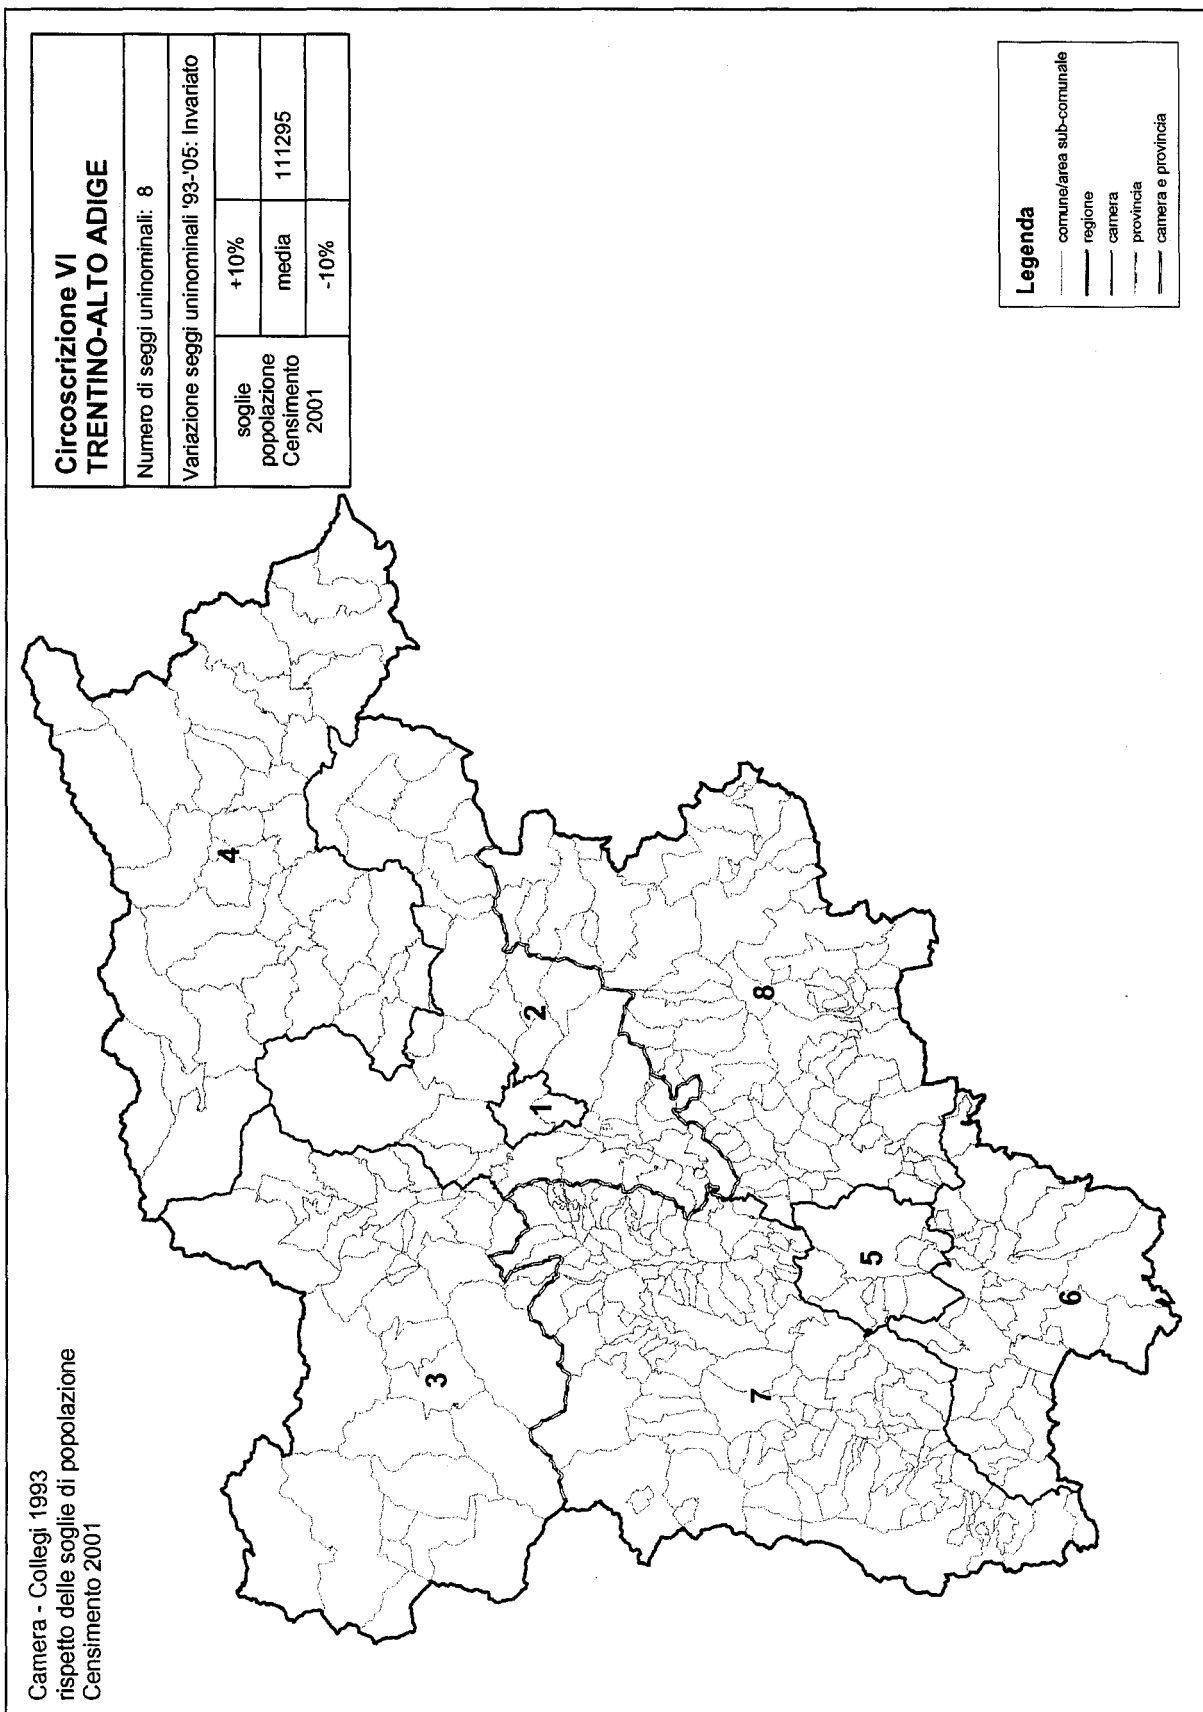 Camera - Collegi 1993
rispetto delle soglie di popolazione
Censimento 2001
Circoscrizione VI
TRENTINO-ALTO ADIGE
Numero di seggi uninominali: 8
Variazione seggi uninominali '93-'05: Invariato
soglie
popolazione
Censimento
2001
+10%
media 111295
-10%
4
3
2
1
8
5
7
6
Legenda
comune/area sub-comunale
regione
camera
provincia
camera e provincia